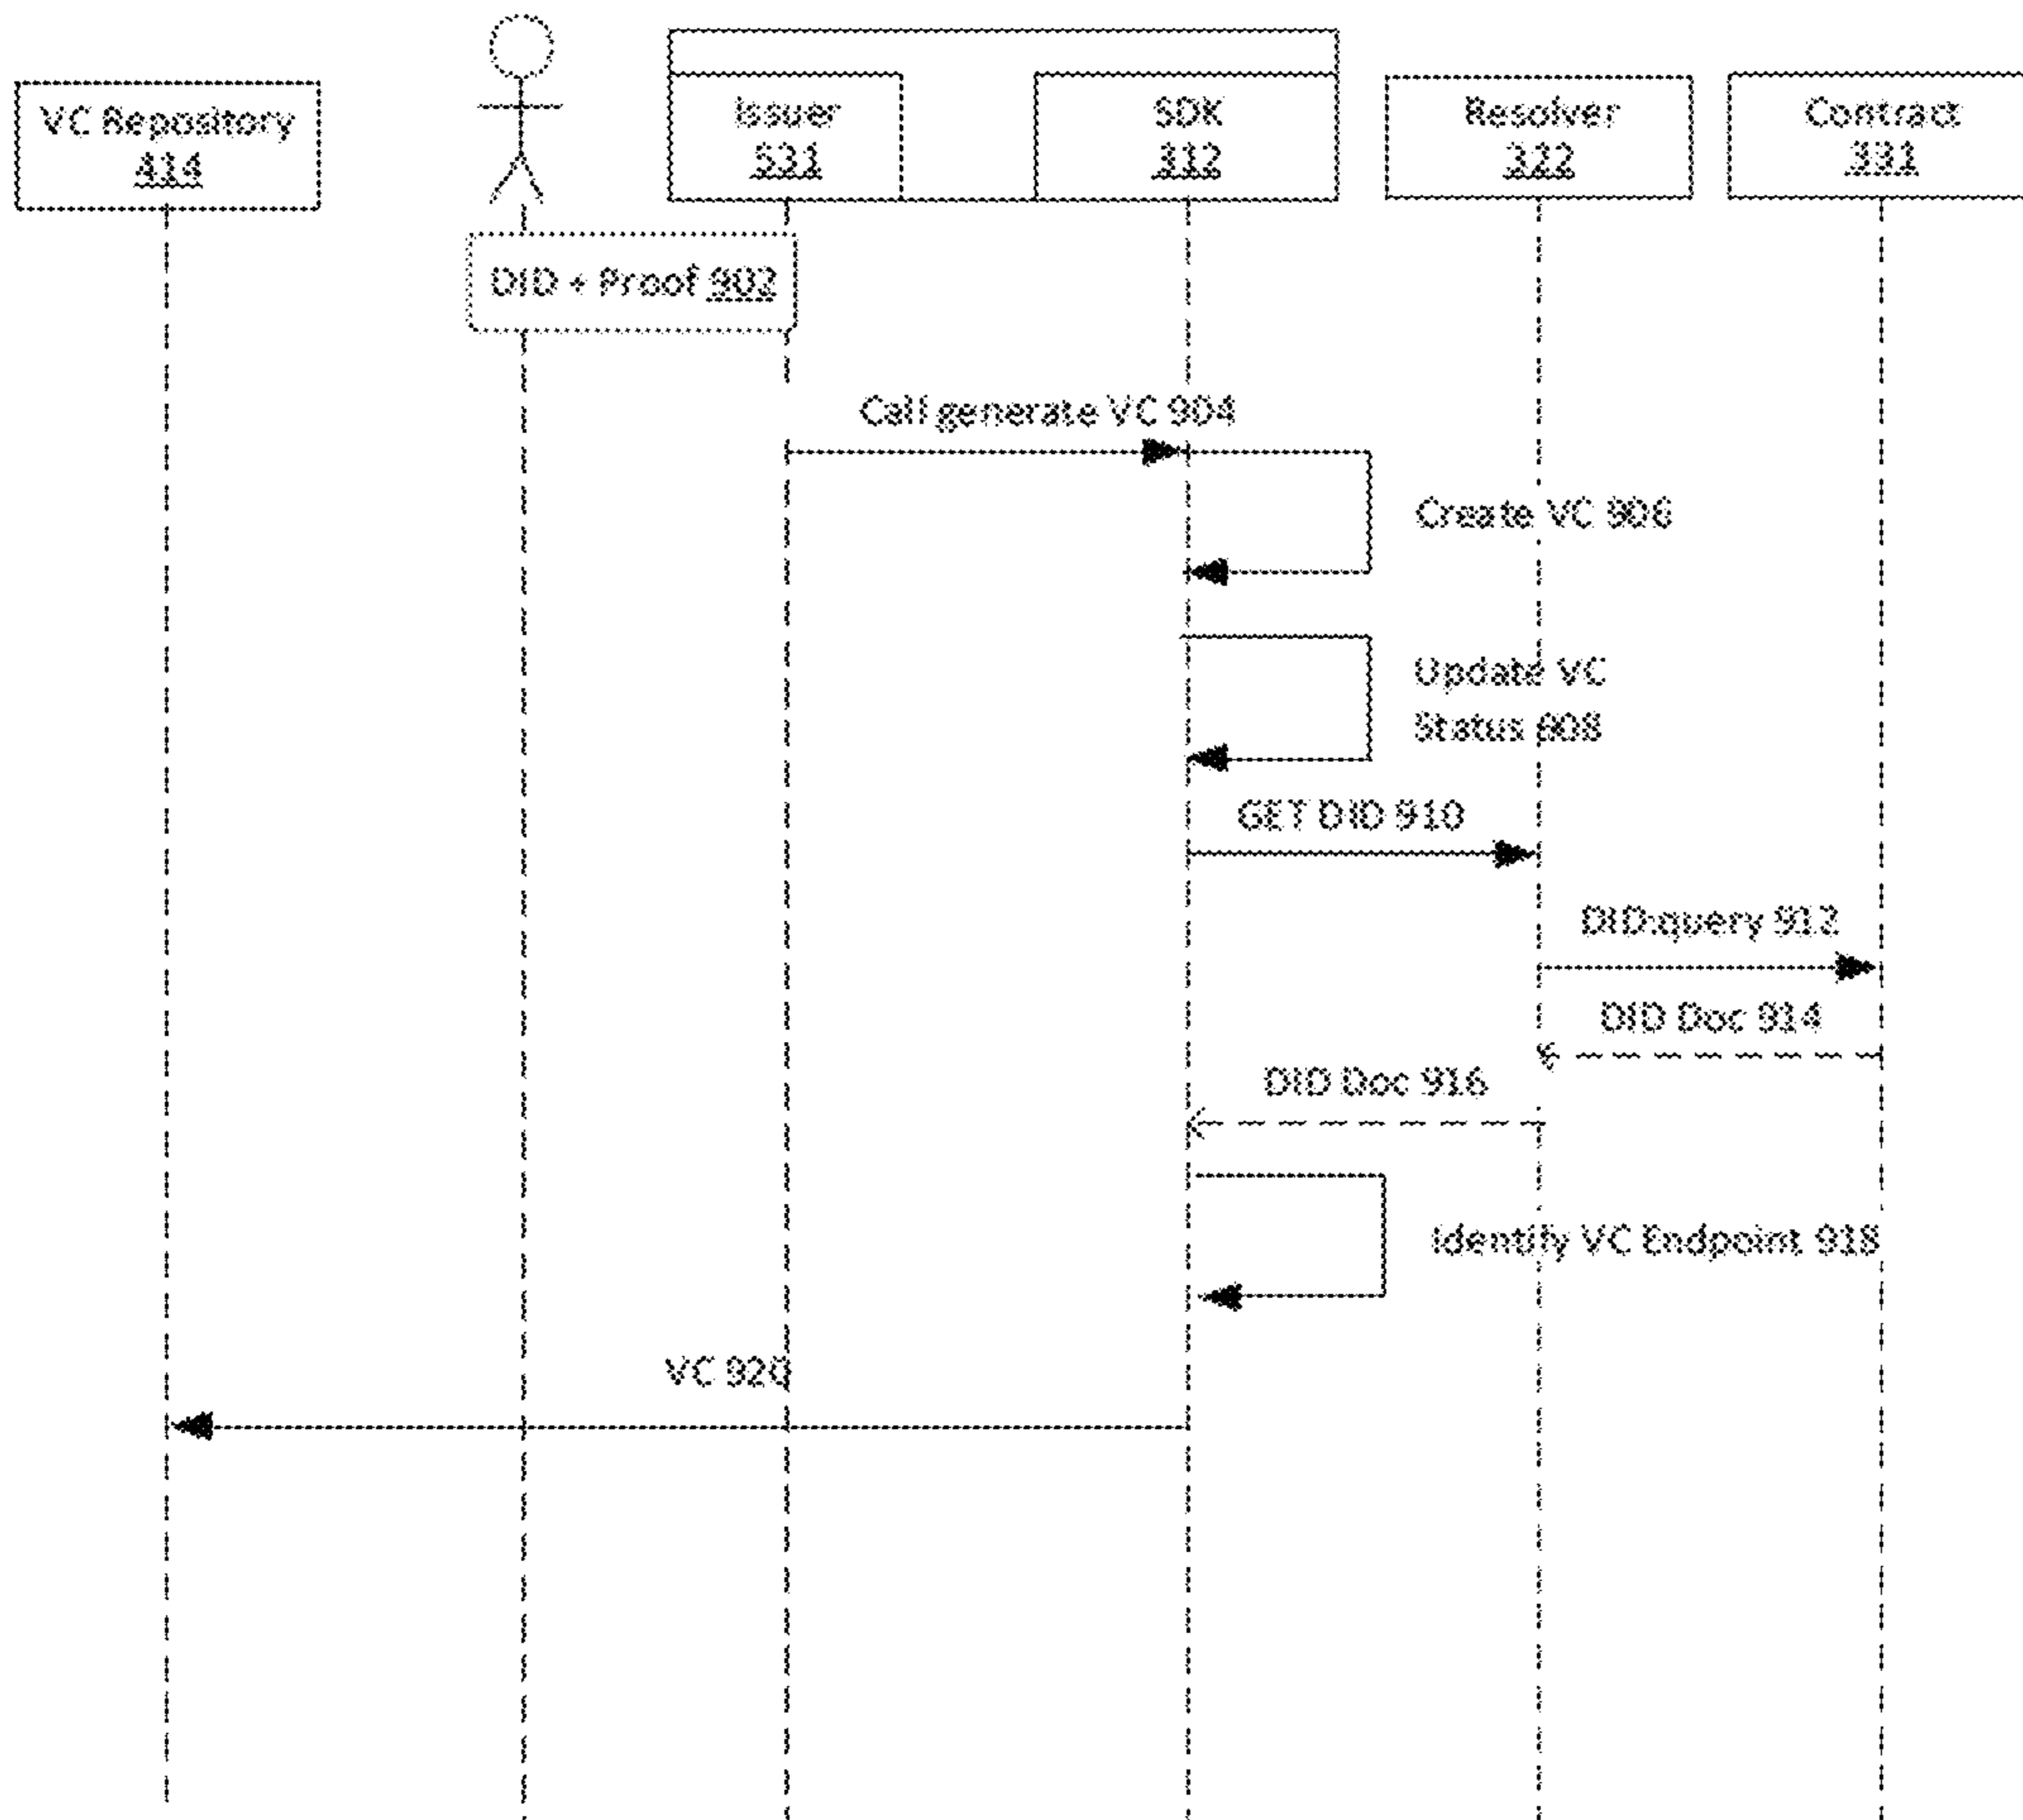 VC Repository
414
Issuer
531
SDK
312
Resolver
322
Contract
331
DID + Proof 902
Call generate VC 904
Create VC 906
Update VC
Status 908
GET DID 910
DID:query 912
DID Doc 914
DID Doc 916
Identify VC Endpoint 918
VC 920